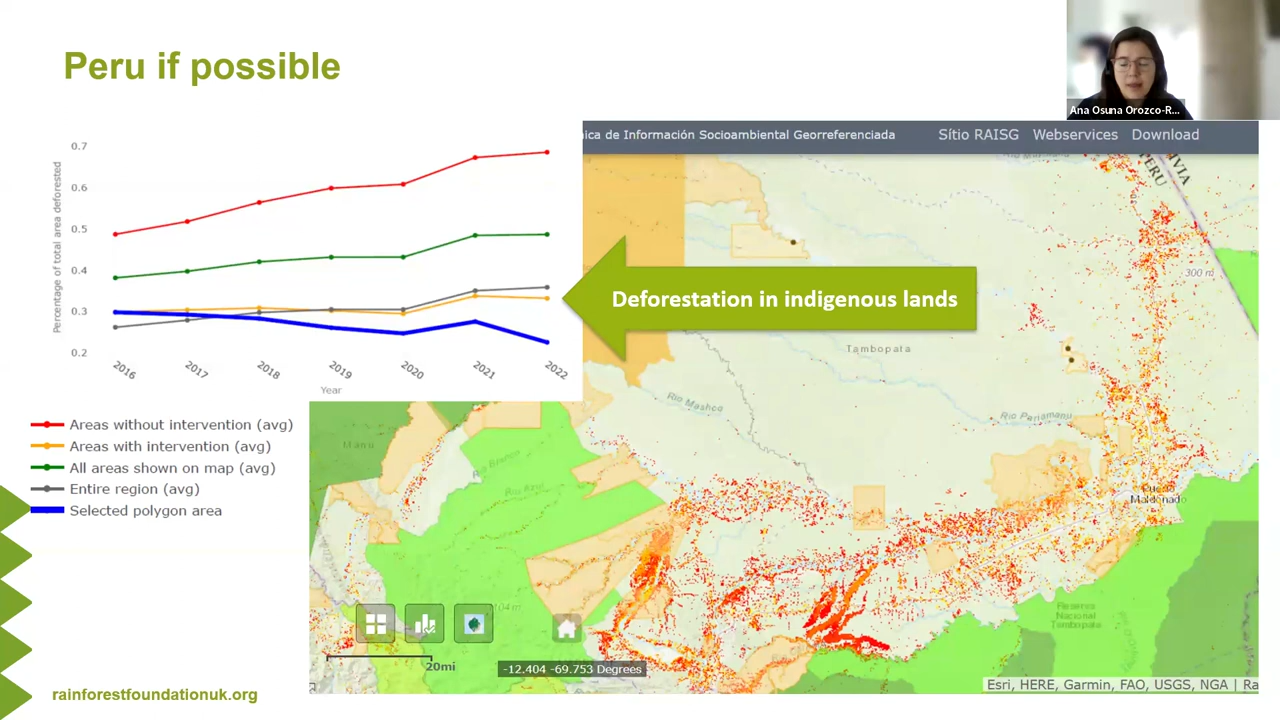 Peru if possible
Ana Osuna Orozco-R...
ica de Información Socioambiental Georreferenciada
Sítio RAISG
Webservices
Download
Percentage of total area deforested
0.7
0.6
0.5
0.4
0.3
0.2
2016
2017
2018
2019
2020
2021
2022
Year
Deforestation in indigenous lands
Areas without intervention (avg)
Areas with intervention (avg)
All areas shown on map (avg)
Entire region (avg)
Selected polygon area
PERU
VIA
300 m
Tambopata
Rio Mashco
Rio Periamanu
Manu
Rio Branco
Rio Azul
Maldonado
Reserva
Nacional
Tambopata
104 m
20mi
-12.404 -69.753 Degrees
Esri, HERE, Garmin, FAO, USGS, NGA | Ra
rainforestfoundationuk.org